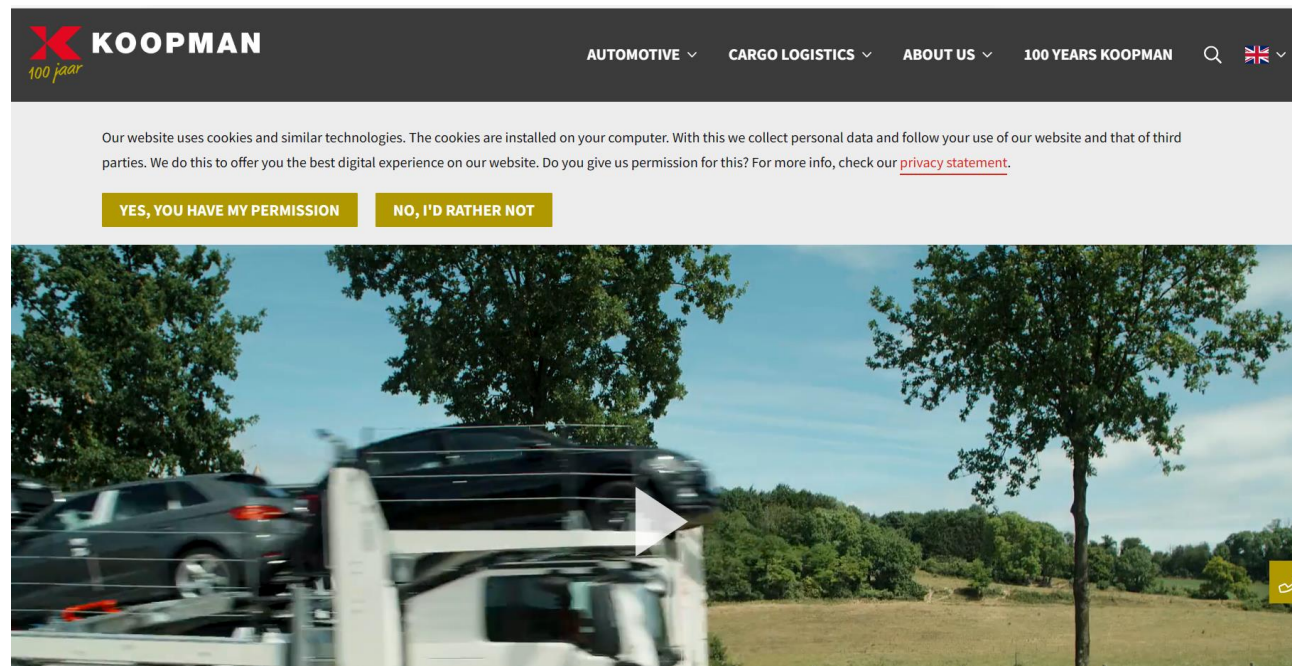 KOOPMAN
100 jaar
AUTOMOTIVE
CARGO LOGISTICS
ABOUT US
100 YEARS KOOPMAN
Our website uses cookies and similar technologies. The cookies are installed on your computer. With this we collect personal data and follow your use of our website and that of third
parties. We do this to offer you the best digital experience on our website. Do you give us permission for this? For more info, check our privacy statement.
YES, YOU HAVE MY PERMISSION
NO, I'D RATHER NOT